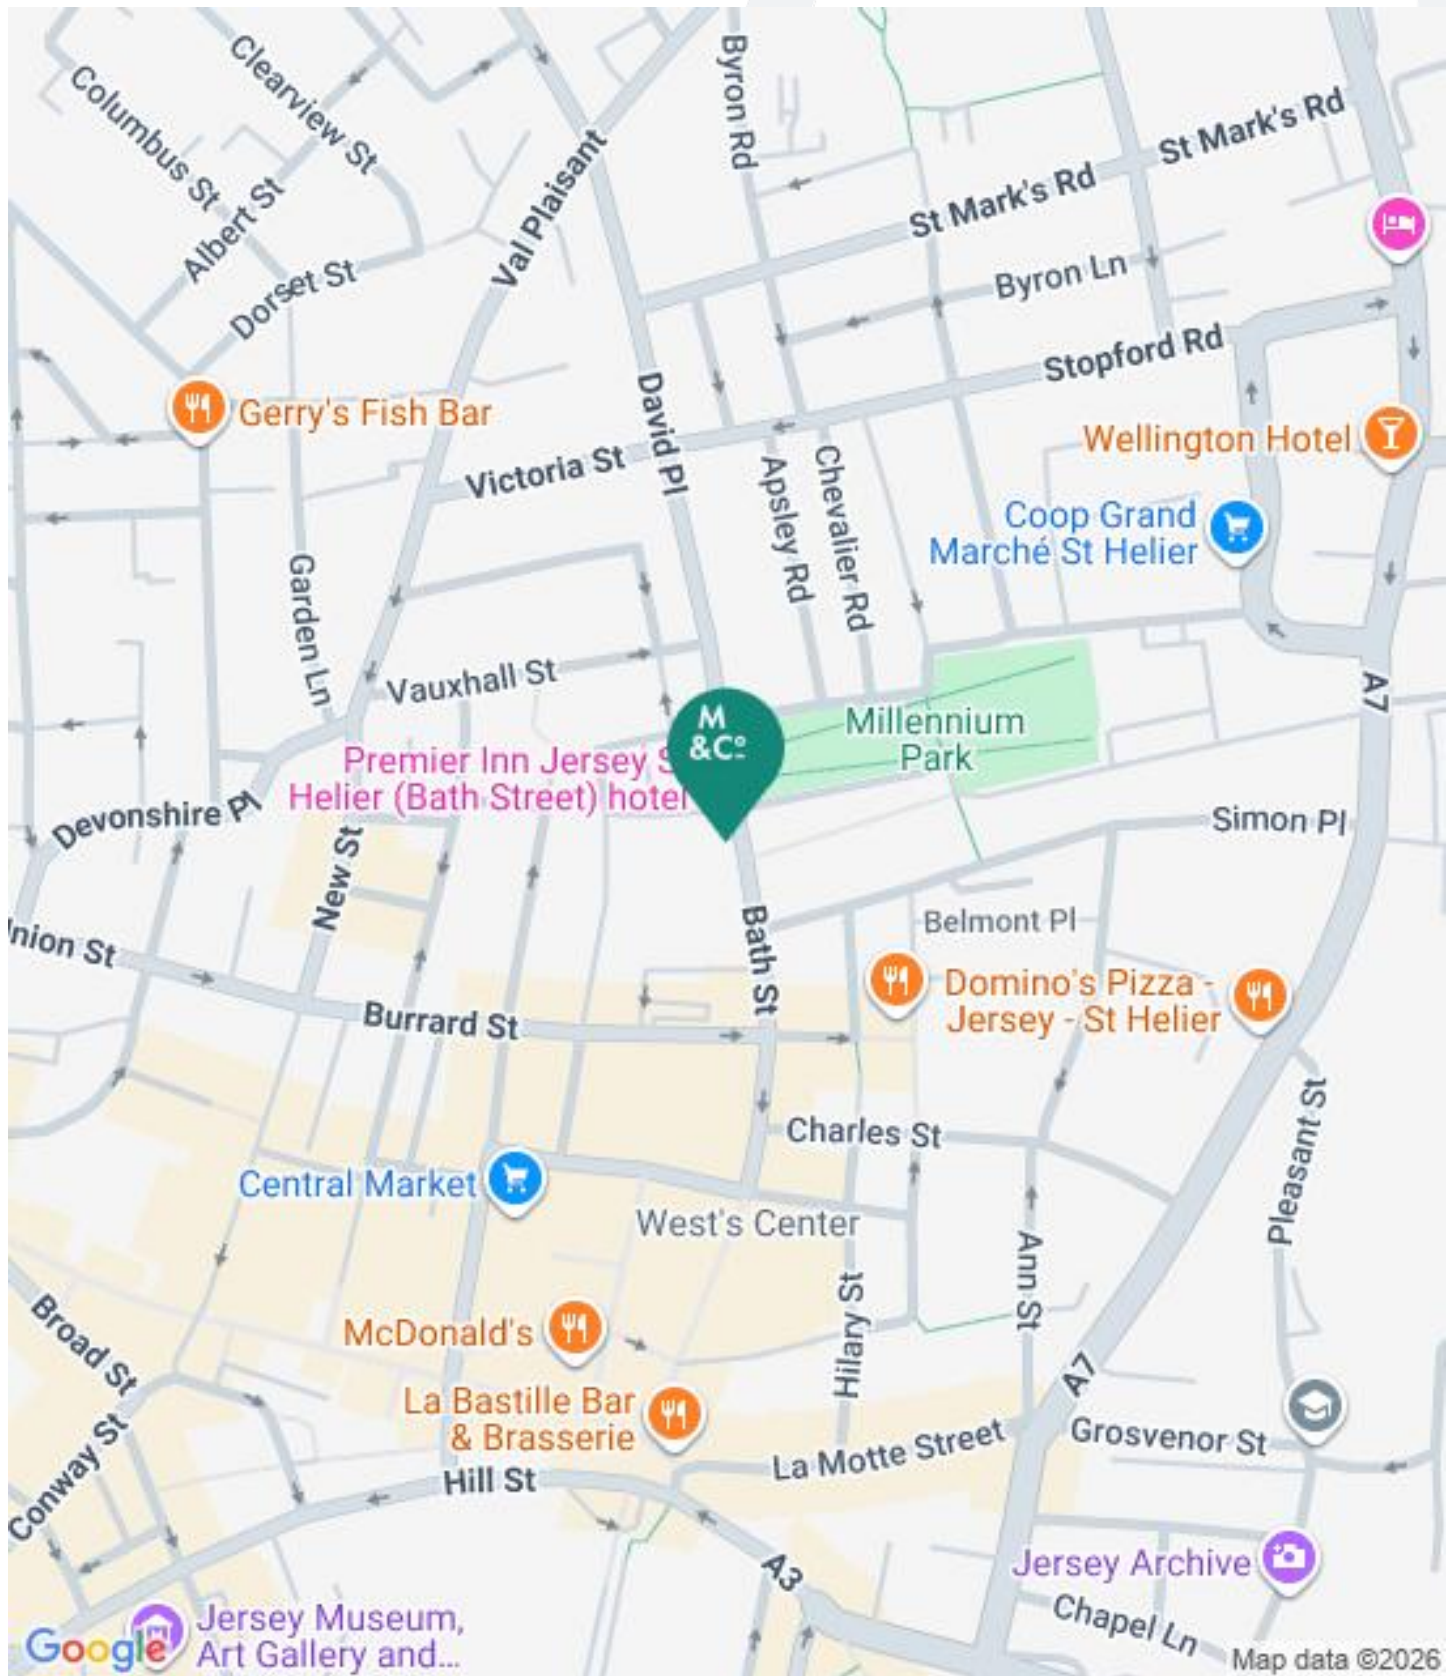 Clearview St
Columbus St
Albert St
Dorset St
Val Plaisant
Byron Rd
St Mark's Rd
St Mark's Rd
Byron Ln
Stopford Rd
David Pl
Gerry's Fish Bar
Victoria St
Apsley Rd
Chevalier Rd
Wellington Hotel
Coop Grand
Marché St Helier
Garden Ln
Vauxhall St
A7
M
&Co
Millennium
Park
Premier Inn Jersey S
Helier (Bath Street) hotel
Devonshire Pl
New St
Simon Pl
Bath St
Belmont Pl
nion St
Burrard St
Domino's Pizza -
Jersey - St Helier
Pleasant St
Charles St
Central Market
West's Center
Ann St
Hilary St
Broad St
McDonald's
La Bastille Bar
& Brasserie
A7
Conway St
Hill St
La Motte Street
Grosvenor St
A3
Jersey Archive
Chapel Ln
Jersey Museum,
Art Gallery and...
Google
Map data ©2026